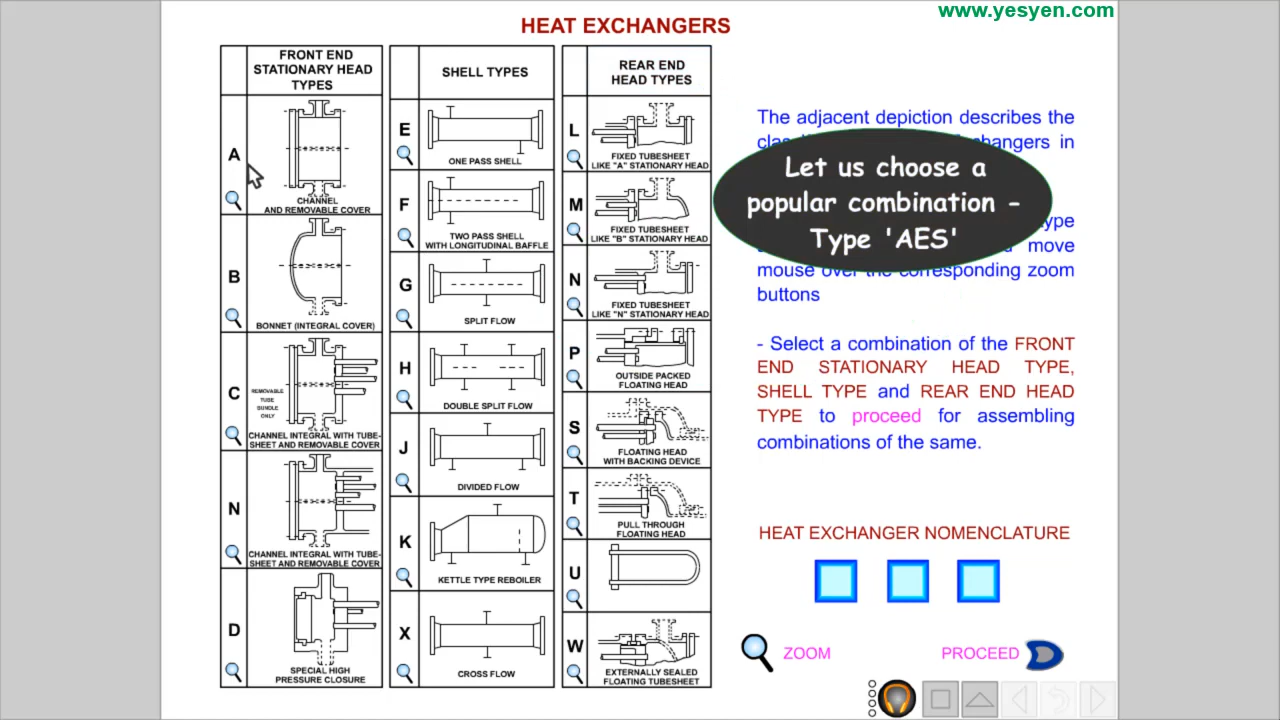 www.yesyen.com
HEAT EXCHANGERS
FRONT END
STATIONARY HEAD
TYPES
A
CHANNEL
AND REMOVABLE COVER
B
BONNET (INTEGRAL COVER)
C
REMOVABLE
TUBE
BUNDLE
ONLY
CHANNEL INTEGRAL WITH TUBE-
SHEET AND REMOVABLE COVER
N
CHANNEL INTEGRAL WITH TUBE-
SHEET AND REMOVABLE COVER
D
SPECIAL HIGH
PRESSURE CLOSURE
SHELL TYPES
E
ONE PASS SHELL
F
TWO PASS SHELL
WITH LONGITUDINAL BAFFLE
G
SPLIT FLOW
H
DOUBLE SPLIT FLOW
J
DIVIDED FLOW
K
KETTLE TYPE REBOILER
X
CROSS FLOW
REAR END
HEAD TYPES
L
FIXED TUBESHEET
LIKE "A" STATIONARY HEAD
M
FIXED TUBESHEET
LIKE "B" STATIONARY HEAD
N
FIXED TUBESHEET
LIKE "N" STATIONARY HEAD
P
OUTSIDE PACKED
FLOATING HEAD
S
FLOATING HEAD
WITH BACKING DEVICE
T
PULL THROUGH
FLOATING HEAD
U
W
EXTERNALLY SEALED
FLOATING TUBESHEET
The adjacent depiction describes the
in
Let us choose a
popular combination -
Type 'AES'
move
mouse over the corresponding zoom
buttons
- Select a combination of the FRONT
END STATIONARY HEAD TYPE,
SHELL TYPE and REAR END HEAD
TYPE to proceed for assembling
combinations of the same.
HEAT EXCHANGER NOMENCLATURE
ZOOM
PROCEED